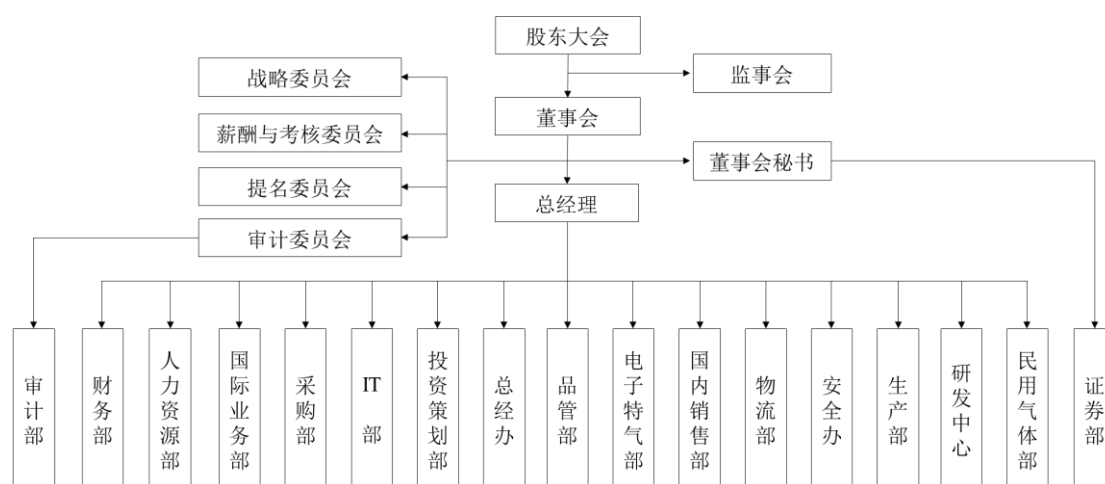 股东大会
战略委员会
监事会
董事会
薪酬与考核委员会
董事会秘书
提名委员会
总经理
审计委员会
审计部
财务部
人力资源部
国际业务部
采购部
IT部
投资策划部
总经办
品管部
电子特气部
国内销售部
物流部
安全办
生产部
研发中心
民用气体部
证券部